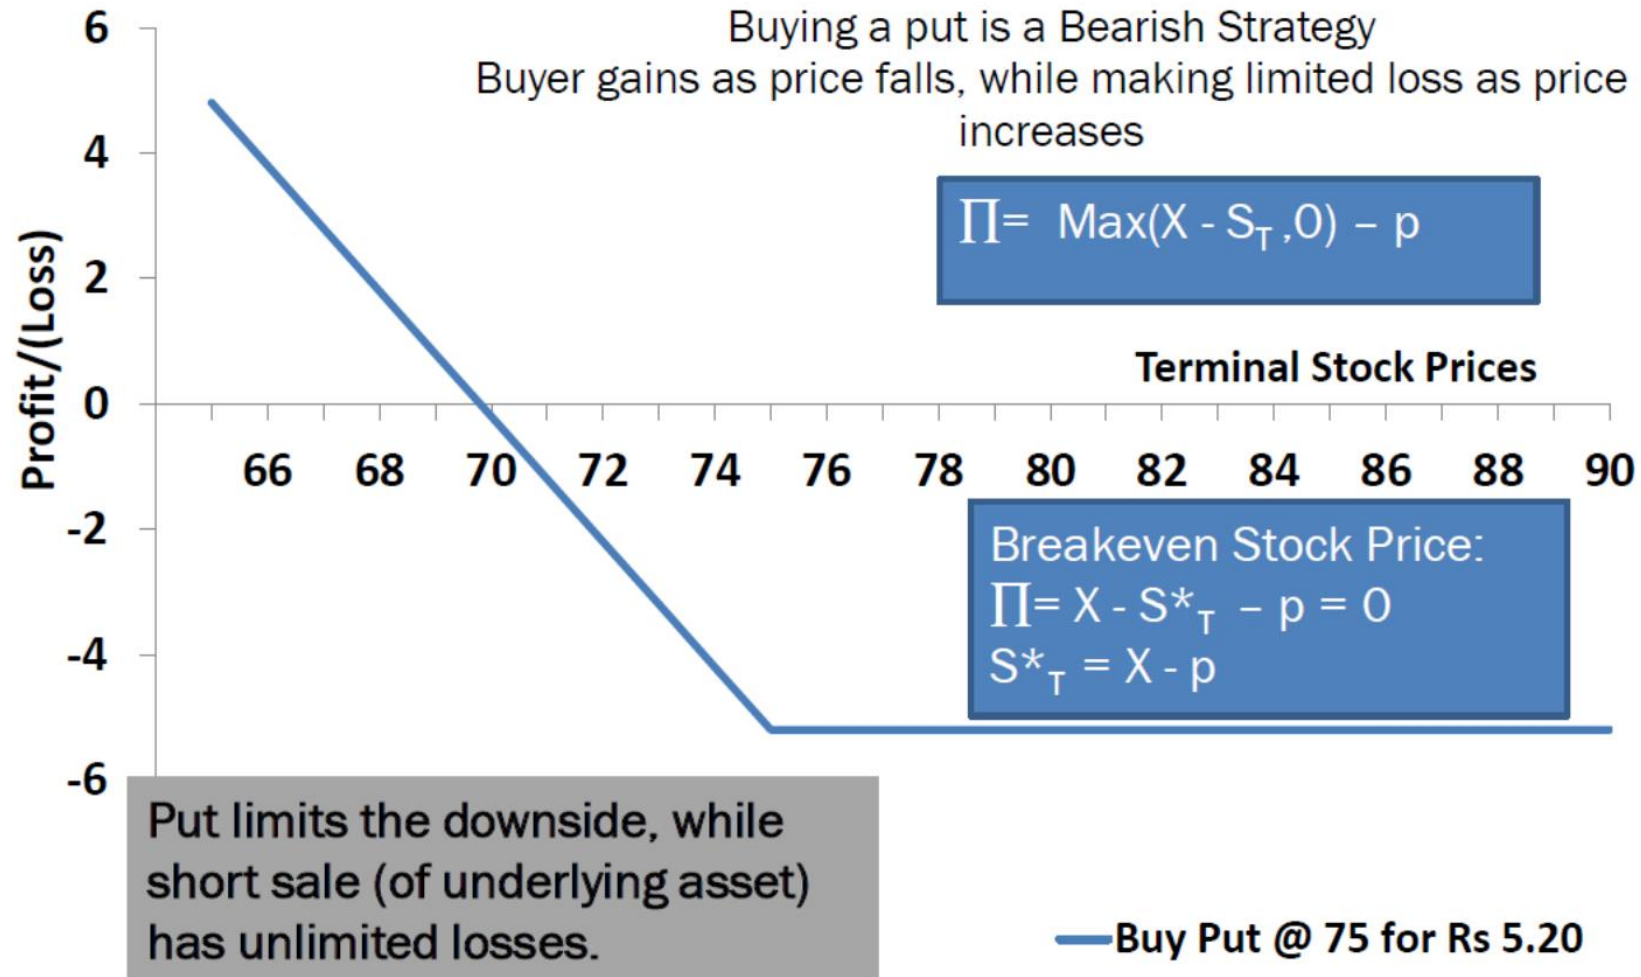 Buying a put is a Bearish Strategy
Buyer gains as price falls, while making limited loss as price
increases
Π= Max(X - S_T ,0) – p
Profit/(Loss)
6
4
2
0
-2
-4
-6
Terminal Stock Prices
66 68 70 72 74 76 78 80 82 84 86 88 90
Breakeven Stock Price:
Π= X - S*_T – p = 0
S*_T = X - p
Put limits the downside, while
short sale (of underlying asset)
has unlimited losses.
Buy Put @ 75 for Rs 5.20